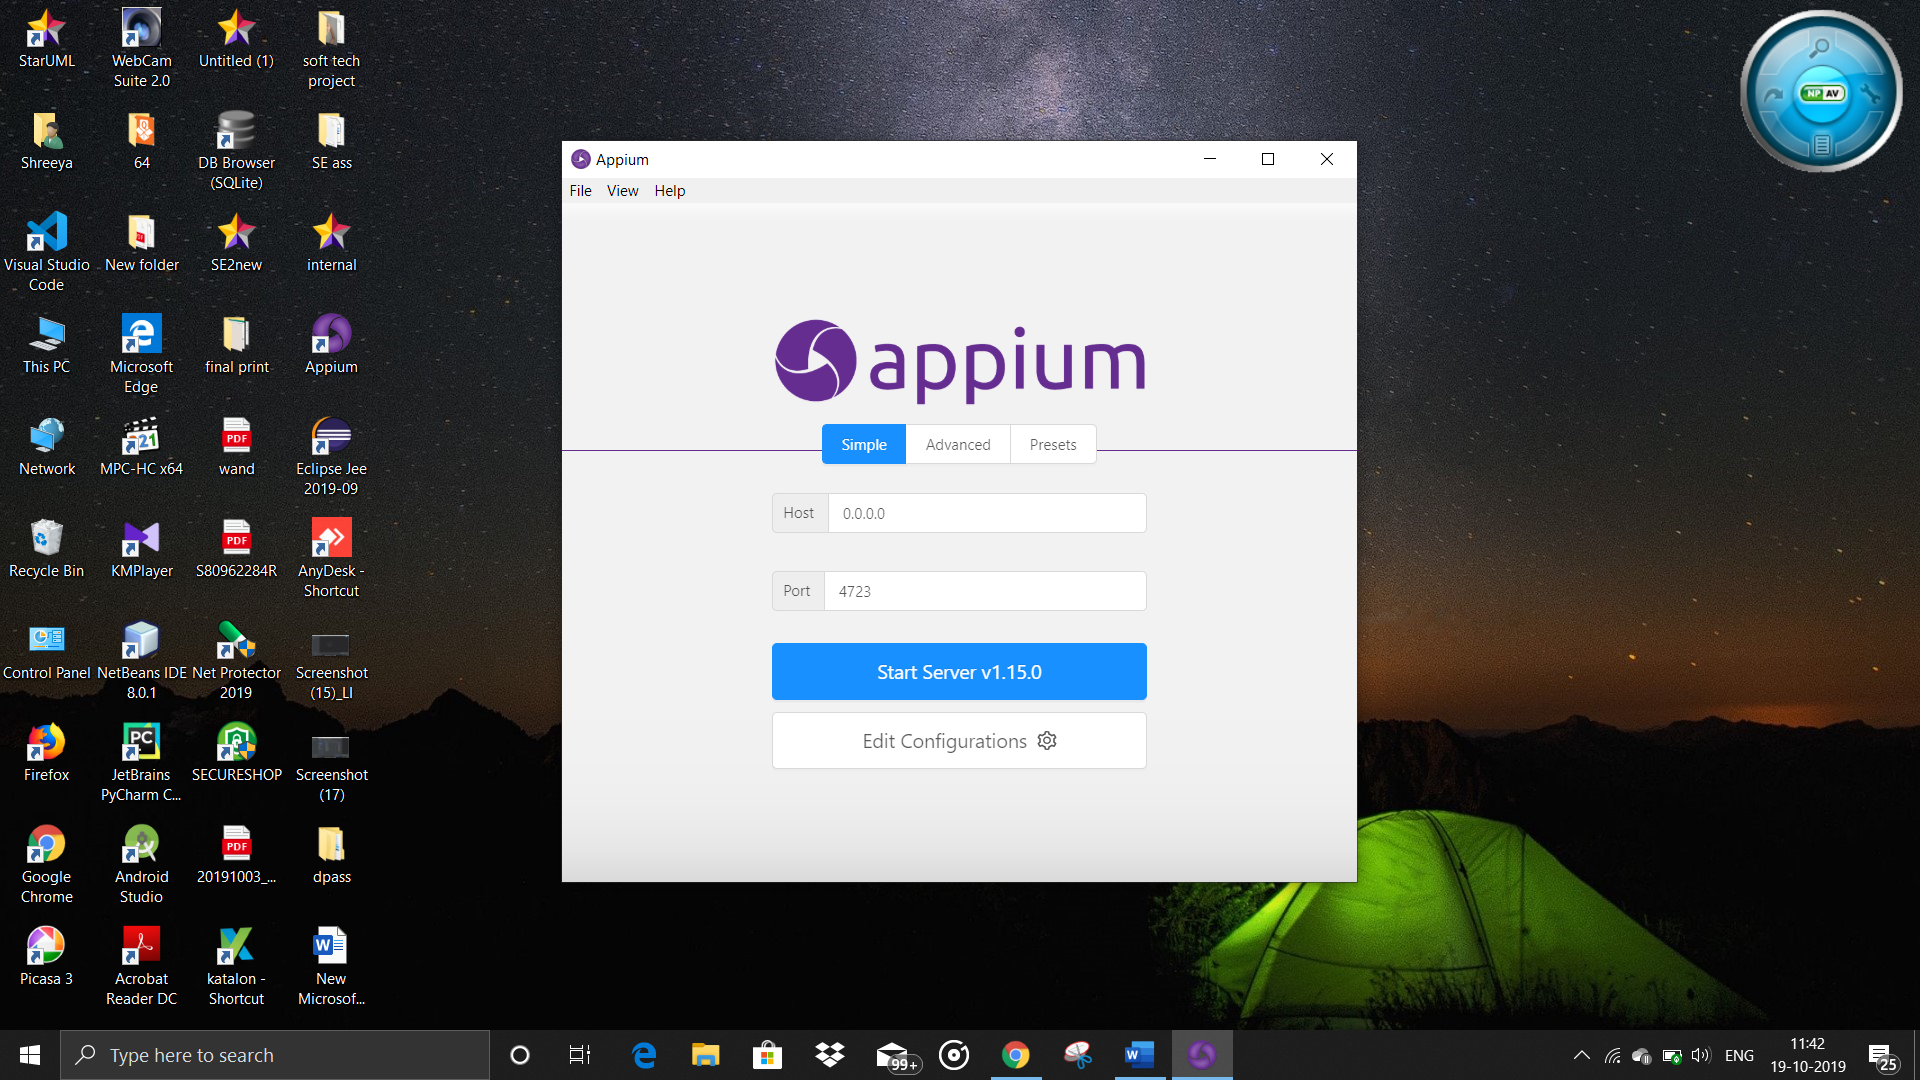 StarUML
WebCam
Suite 2.0
Untitled (1)
soft tech
project
Shreeya
64
DB Browser
(SQLite)
SE ass
Visual Studio
Code
New folder
SE2new
internal
This PC
Microsoft
Edge
final print
Appium
Network
MPC-HC x64
wand
Eclipse Jee
2019-09
Recycle Bin
KMPlayer
S80962284R
AnyDesk -
Shortcut
Control Panel
NetBeans IDE
8.0.1
Net Protector
2019
Screenshot
(15)_LI
Firefox
JetBrains
PyCharm C...
SECURESHOP
Screenshot
(17)
Google
Chrome
Android
Studio
20191003_...
dpass
Picasa 3
Acrobat
Reader DC
katalon -
Shortcut
New
Microsof...
PDF
PDF
PDF
321
PC
W
NP AV
Appium
File View Help
appium
Simple Advanced Presets
Host 0.0.0.0
Port 4723
Start Server v1.15.0
Edit Configurations
Type here to search
99+
W
ENG
11:42
19-10-2019
25